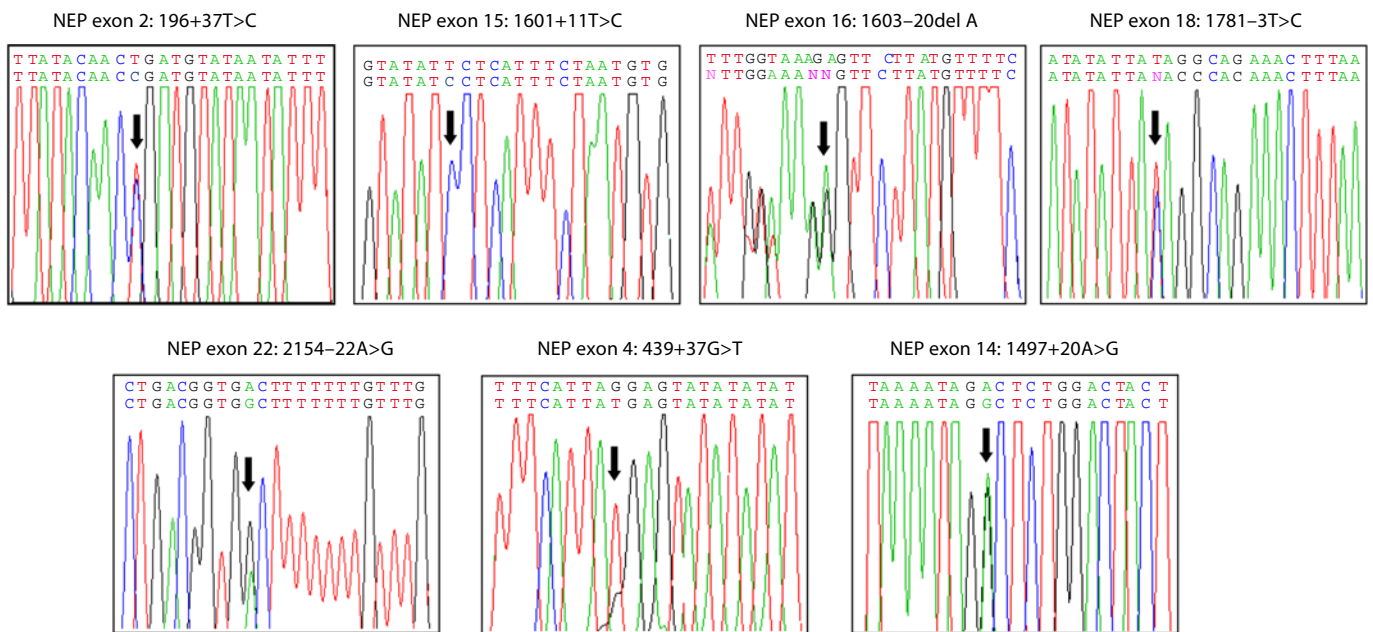 NEP exon 2: 196+37T>C
TTATACAACTGATGTATAATATTT
TTATACAACCGATGTATAATATTT
NEP exon 15: 1601+11T>C
GTATATTCTCATTTCTAATGTG
GTATATCCTCATTTCTAATGTG
NEP exon 16: 1603–20del A
TTTGGTAAAGAGTT CTTATGTTTTC
NTTGGAAANNGTTCTTATGTTTTC
NEP exon 18: 1781–3T>C
ATATATTATAGGCAGAAACTTTAA
ATATATTANACCCACAAACTTTAA
NEP exon 22: 2154–22A>G
CTGACGGTGACTTTTTTTGTTTG
CTGACGGTGGCTTTTTTTGTTTG
NEP exon 4: 439+37G>T
TTTCATTAGGAGTATATATAT
TTTCATTATGAGTATATATAT
NEP exon 14: 1497+20A>G
TAAAATAGACTCTGGACTACT
TAAAATAGGCTCTGGACTACT